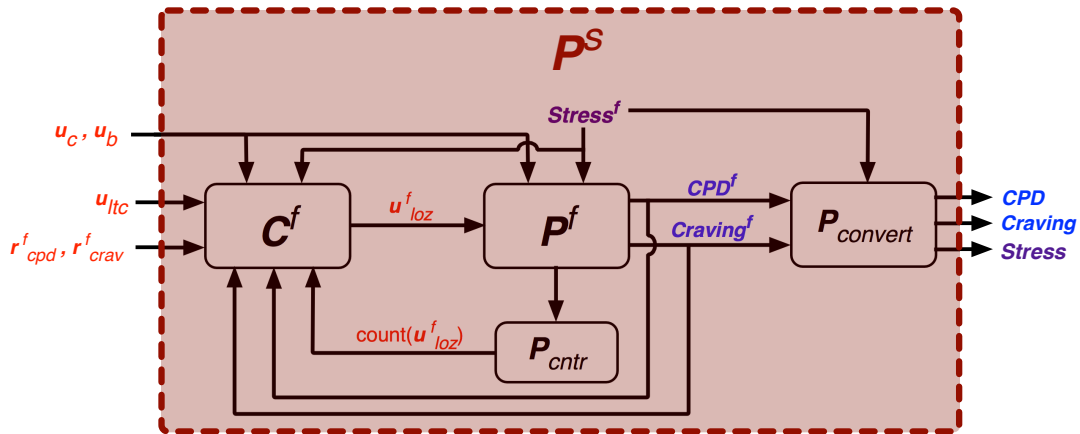 P^S
Stress^f
u_c, u_b
u_ltc
r^f_cpd, r^f_crav
C^f
u^f_loz
P^f
CPD^f
Craving^f
P_convert
CPD
Craving
Stress
count(u^f_loz)
P_cntr